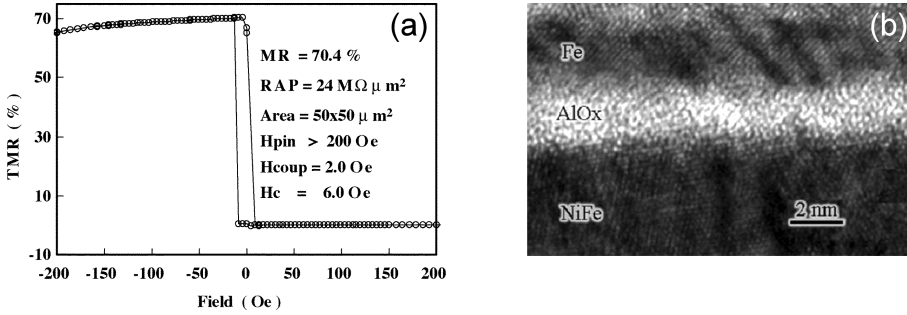 (a)
70
50
30
10
-10
TMR ( % )
MR = 70.4 %
RAP = 24 MΩ μ m²
Area = 50x50 μ m²
Hpin > 200 Oe
Hcoup = 2.0 Oe
Hc = 6.0 Oe
-200 -150 -100 -50 0 50 100 150 200
Field ( Oe )
(b)
Fe
AlOx
NiFe
2 nm